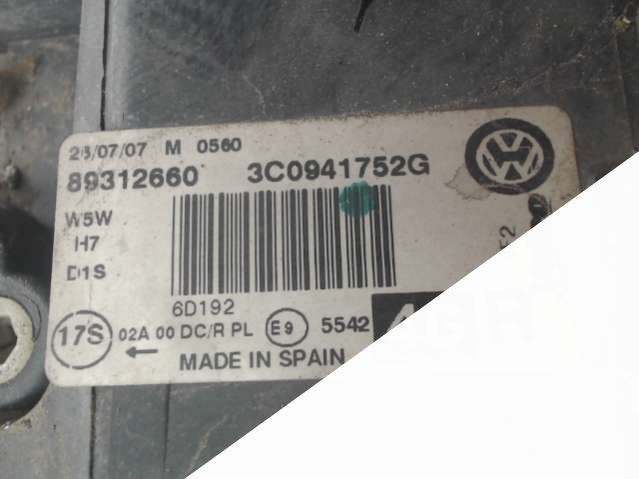 26/07/07 M 0560
89312660 3C0941752G
W5W
H7
D1S
6D192
17S 02A 00 DC/R PL E9 5542
MADE IN SPAIN